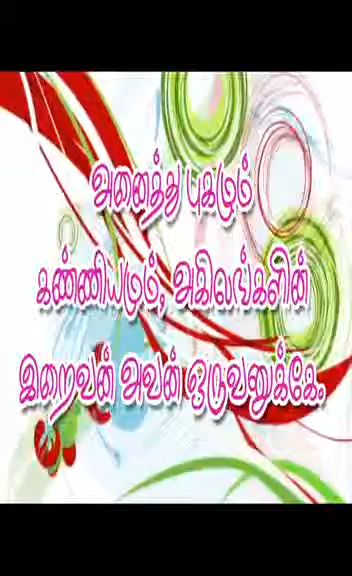 அனைத்து புகழும்
கண்ணியமும், அகிலங்களின்
இறைவன் அவன் ஒருவனுக்கே.